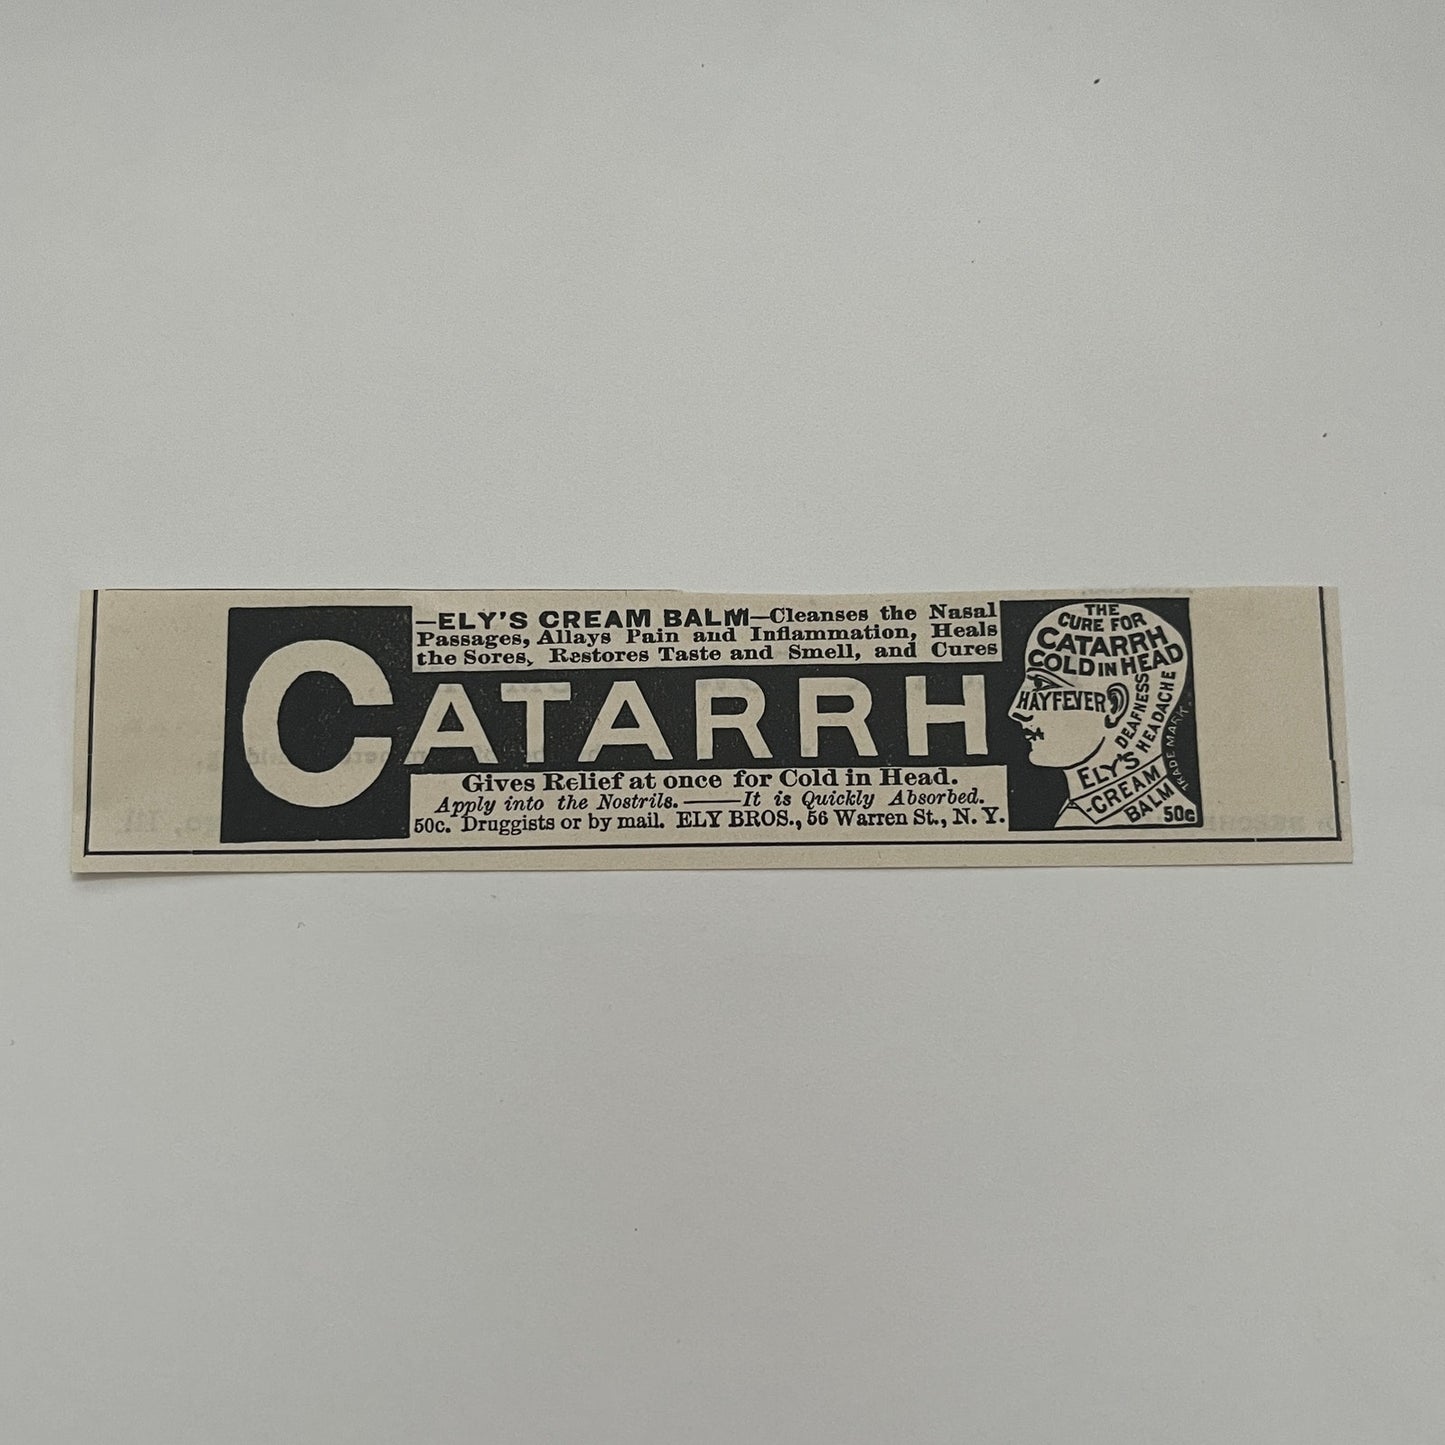 —ELY'S CREAM BALM—Cleanses the Nasal
Passages, Allays Pain and Inflammation, Heals
the Sores, Restores Taste and Smell, and Cures
CATARRH
Gives Relief at once for Cold in Head.
Apply into the Nostrils.——It is Quickly Absorbed.
50c. Druggists or by mail. ELY BROS., 56 Warren St., N. Y.
THE
CURE FOR
CATARRH
COLD IN HEAD
HAYFEVER
DEAFNESS
HEADACHE
ELY'S
-CREAM
BALM
50c
TRADE MARK.